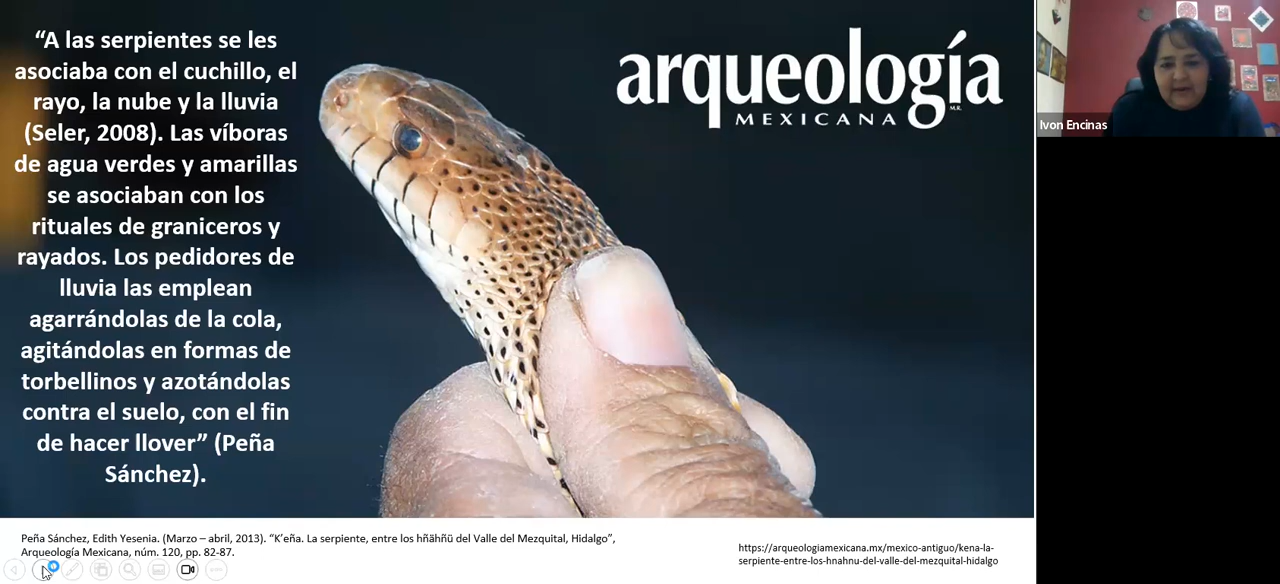 “A las serpientes se les
asociaba con el cuchillo, el
rayo, la nube y la lluvia
(Seler, 2008). Las víboras
de agua verdes y amarillas
se asociaban con los
rituales de graniceros y
rayados. Los pedidores de
lluvia las emplean
agarrándolas de la cola,
agitándolas en formas de
torbellinos y azotándolas
contra el suelo, con el fin
de hacer llover” (Peña
Sánchez).
arqueología
M.R.
MEXICANA
Ivon Encinas
Peña Sánchez, Edith Yesenia. (Marzo – abril, 2013). “K’eña. La serpiente, entre los hñähñü del Valle del Mezquital, Hidalgo”,
Arqueología Mexicana, núm. 120, pp. 82-87.
https://arqueologiamexicana.mx/mexico-antiguo/kena-la-
serpiente-entre-los-hnahnu-del-valle-del-mezquital-hidalgo